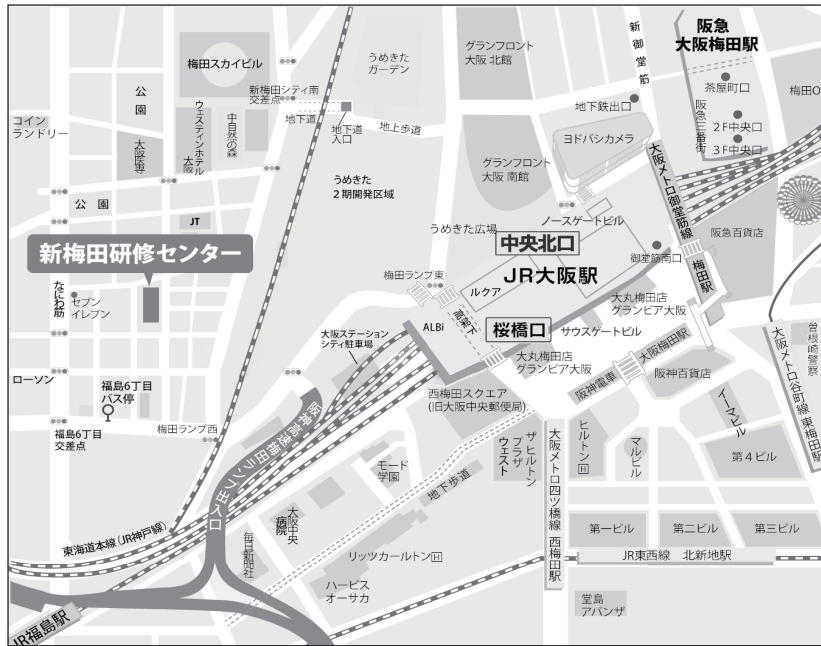 阪急
大阪梅田駅
新御堂筋
グランフロント
大阪 北館
うめきた
ガーデン
梅田スカイビル
新梅田シティ南
交差点
公園
コイン
ランドリー
大阪医専
ウェスティンホテル
大阪
中自然の森
地下道
地下道
入口
地上歩道
地下鉄出口
茶屋町口
梅田O
阪急三番街
2F中央口
3F中央口
ヨドバシカメラ
グランフロント
大阪 南館
うめきた
2期開発区域
公園
JT
新梅田研修センター
なにわ筋
セブン
イレブン
うめきた広場
ノースゲートビル
中央北口
JR大阪駅
大阪メトロ御堂筋線
梅田駅
御堂筋南口
阪急百貨店
梅田ランプ東
ルクア
ALBi
高架下
桜橋口
サウスゲートビル
大丸梅田店
グランビア大阪
大丸梅田店
グランビア大阪
大阪ステーション
シティ駐車場
ローソン
福島6丁目
バス停
福島6丁目
交差点
梅田ランプ西
阪神高速梅田ランプ出入口
西梅田スクエア
(旧大阪中央郵便局)
阪神電車
大阪梅田駅
阪神百貨店
曽根崎警察
大阪メトロ谷町線 東梅田駅
イーマビル
ヒルトンH
マルビル
第4ビル
ザヒルトン
プラザ
ウェスト
大阪メトロ四ツ橋線 西梅田駅
モード
学園
地下歩道
大阪中央
病院
毎日新聞社
リッツカールトンH
ハービス
オーサカ
第一ビル
第二ビル
第三ビル
JR東西線 北新地駅
堂島
アバンザ
東海道本線(JR神戸線)
JR福島駅